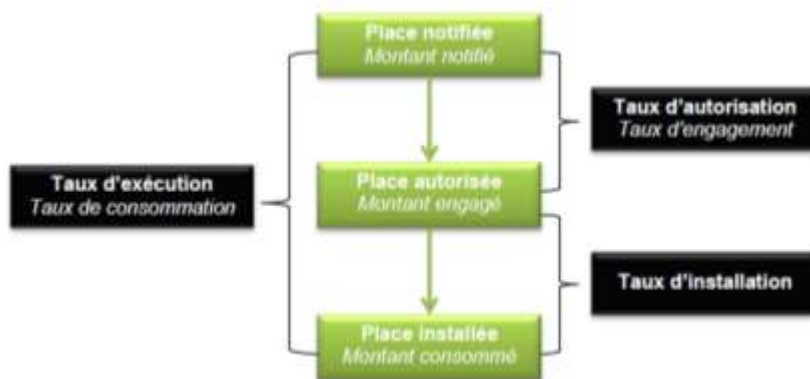 Place notifiée
Montant notifié
Taux d'autorisation
Taux d'engagement
Taux d'exécution
Taux de consommation
Place autorisée
Montant engagé
Taux d'installation
Place installée
Montant consommé